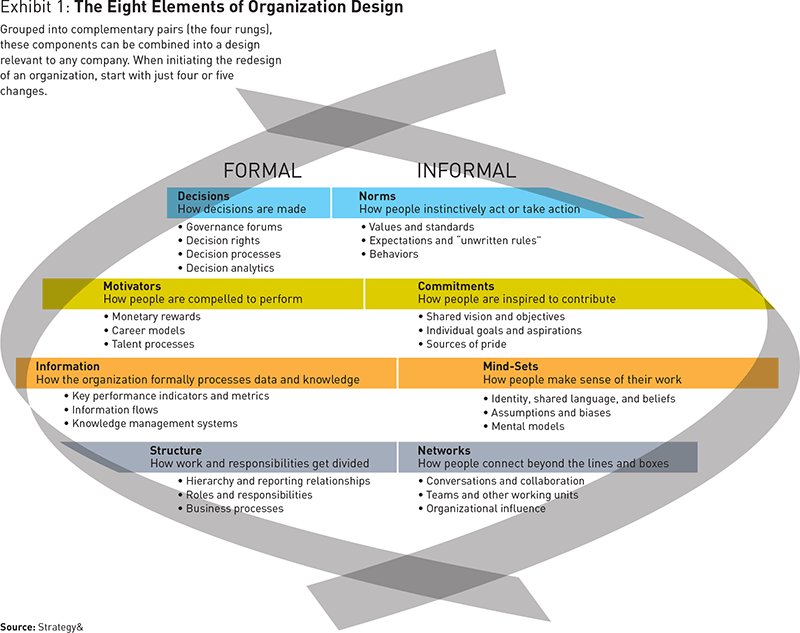 Exhibit 1: The Eight Elements of Organization Design
Grouped into complementary pairs (the four rungs),
these components can be combined into a design
relevant to any company. When initiating the redesign
of an organization, start with just four or five
changes.
FORMAL
INFORMAL
Decisions
How decisions are made
• Governance forums
• Decision rights
• Decision processes
• Decision analytics
Norms
How people instinctively act or take action
• Values and standards
• Expectations and “unwritten rules”
• Behaviors
Motivators
How people are compelled to perform
• Monetary rewards
• Career models
• Talent processes
Commitments
How people are inspired to contribute
• Shared vision and objectives
• Individual goals and aspirations
• Sources of pride
Information
How the organization formally processes data and knowledge
• Key performance indicators and metrics
• Information flows
• Knowledge management systems
Mind-Sets
How people make sense of their work
• Identity, shared language, and beliefs
• Assumptions and biases
• Mental models
Structure
How work and responsibilities get divided
• Hierarchy and reporting relationships
• Roles and responsibilities
• Business processes
Networks
How people connect beyond the lines and boxes
• Conversations and collaboration
• Teams and other working units
• Organizational influence
Source: Strategy&